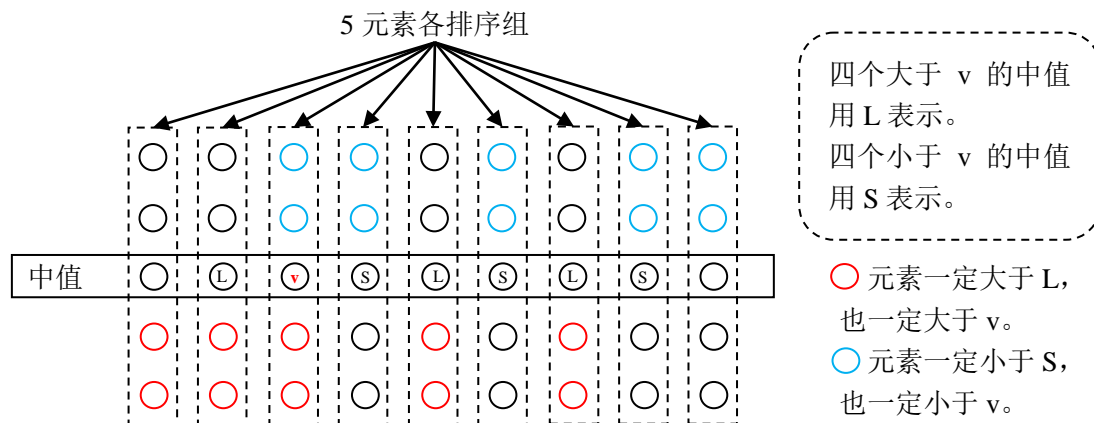 5 元素各排序组
四个大于 v 的中值
用 L 表示。
四个小于 v 的中值
用 S 表示。
中值 L v S L S L S
元素一定大于 L，
也一定大于 v。
元素一定小于 S，
也一定小于 v。